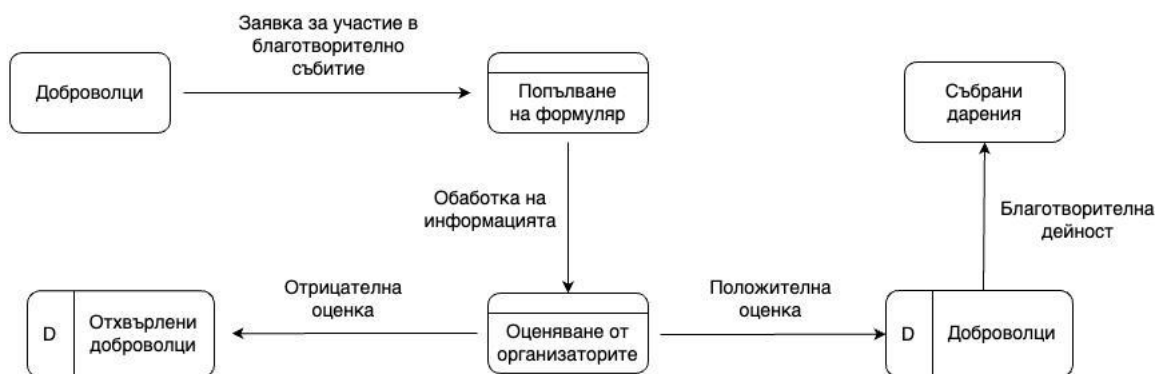 Заявка за участие в
благотворително
събитие
Доброволци
Попълване
на формуляр
Събрани
дарения
Обаботка на
информацията
Благотворителна
дейност
Отрицателна
оценка
Положителна
оценка
D
Отхвърлени
доброволци
Оценяване от
организаторите
D
Доброволци